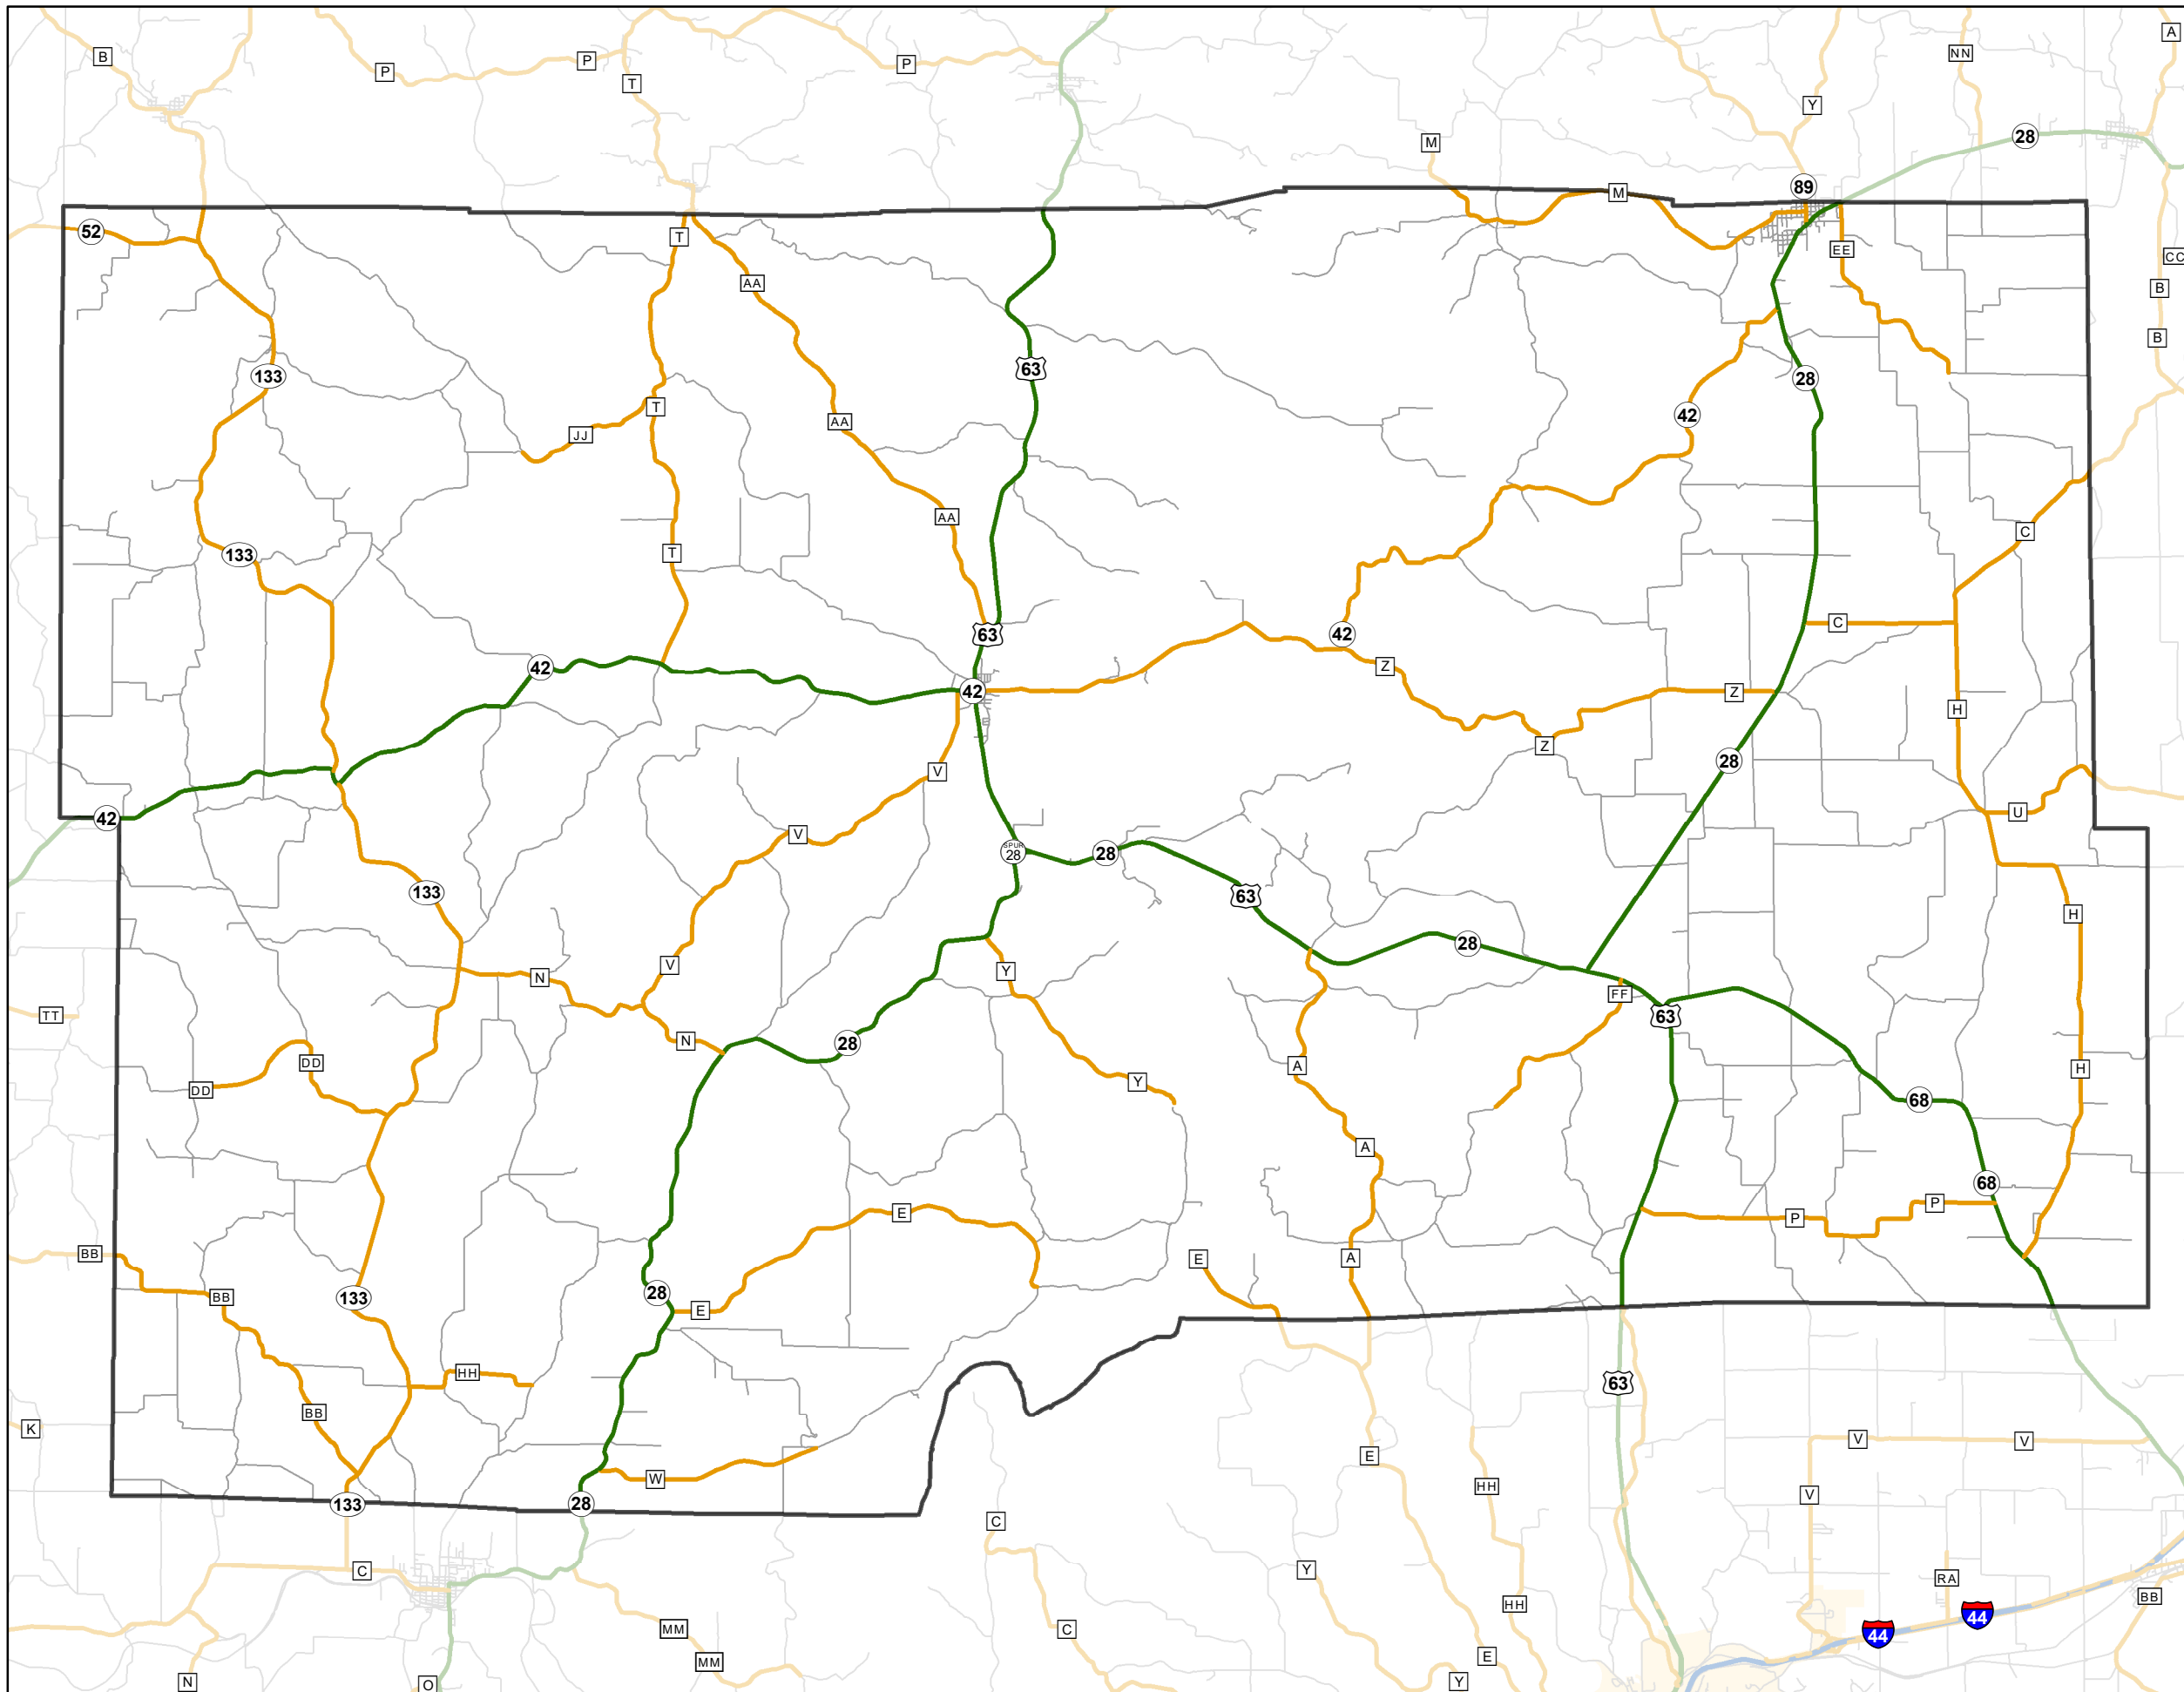 A
B
NN
P
P
P
T
Y
28
M
89
M
52
T
EE
CC
AA
B
B
63
133
28
42
AA
T
JJ
AA
C
T
133
C
42
63
Z
42
42
Z
H
Z
28
V
U
42
V
SPUR
28
28
133
63
H
28
V
Y
N
FF
TT
63
N
28
DD
A
H
Y
DD
68
A
68
P
E
P
BB
A
E
28
BB
133
E
HH
63
BB
K
V
V
E
W
HH
V
28
133
C
Y
C
RA
BB
HH
44
MM
C
44
E
MM
N
Y
O